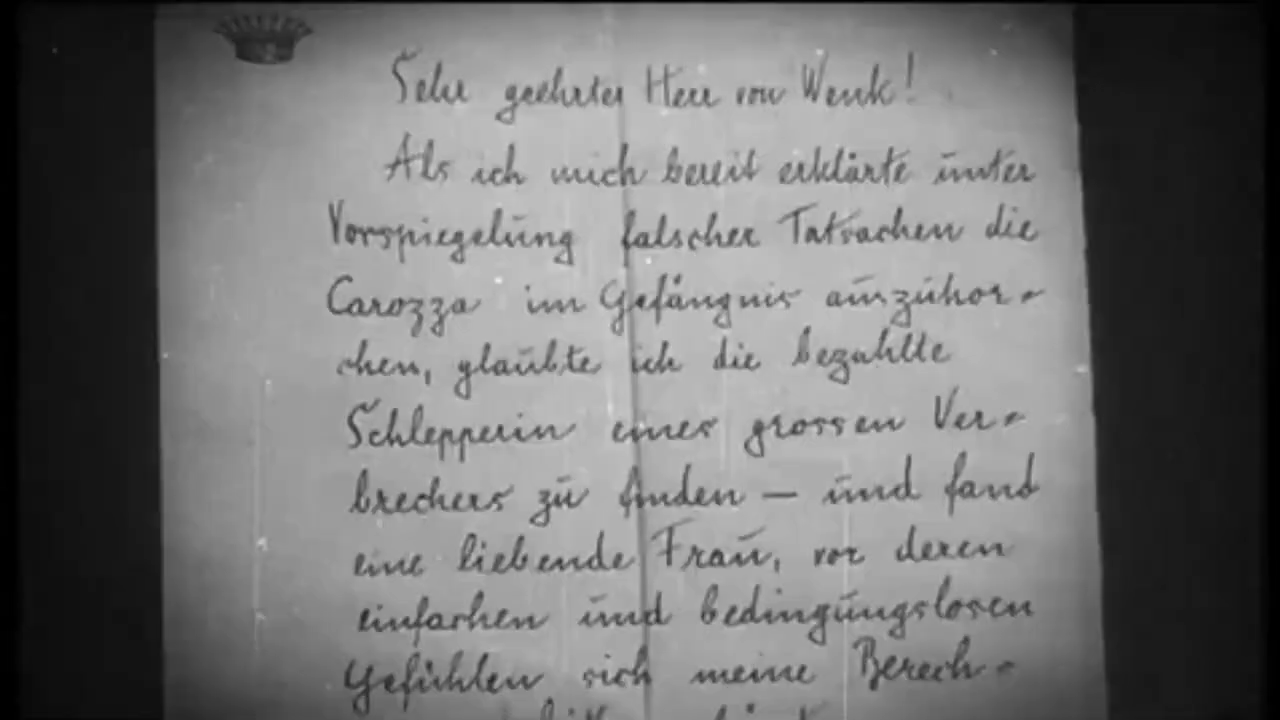 Sehr geehrter Herr von Wenk!
Als ich mich bereit erklärte unter
Vorspiegelung falscher Tatsachen die
Carozza im Gefängnis auszuhor-
chen, glaubte ich die bezahlte
Schlepperin eines grossen Ver-
brechers zu finden — und fand
eine liebende Frau, vor deren
einfachen und bedingungslosen
Gefühlen sich meine Berech-